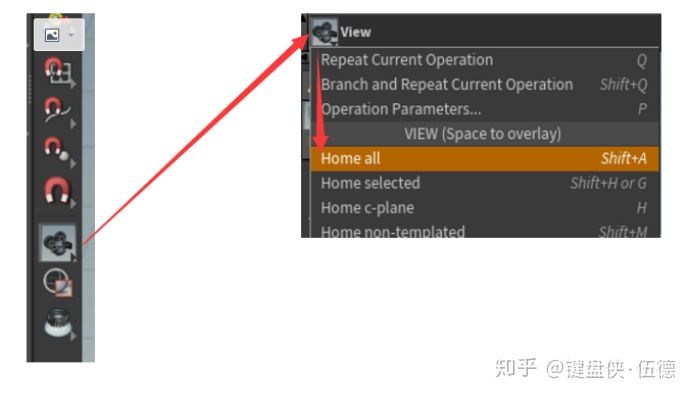 View
Repeat Current Operation Q
Branch and Repeat Current Operation Shift+Q
Operation Parameters... P
VIEW (Space to overlay)
Home all Shift+A
Home selected Shift+H or G
Home c-plane H
Home non-templated Shift+M
知乎 @键盘侠·伍德